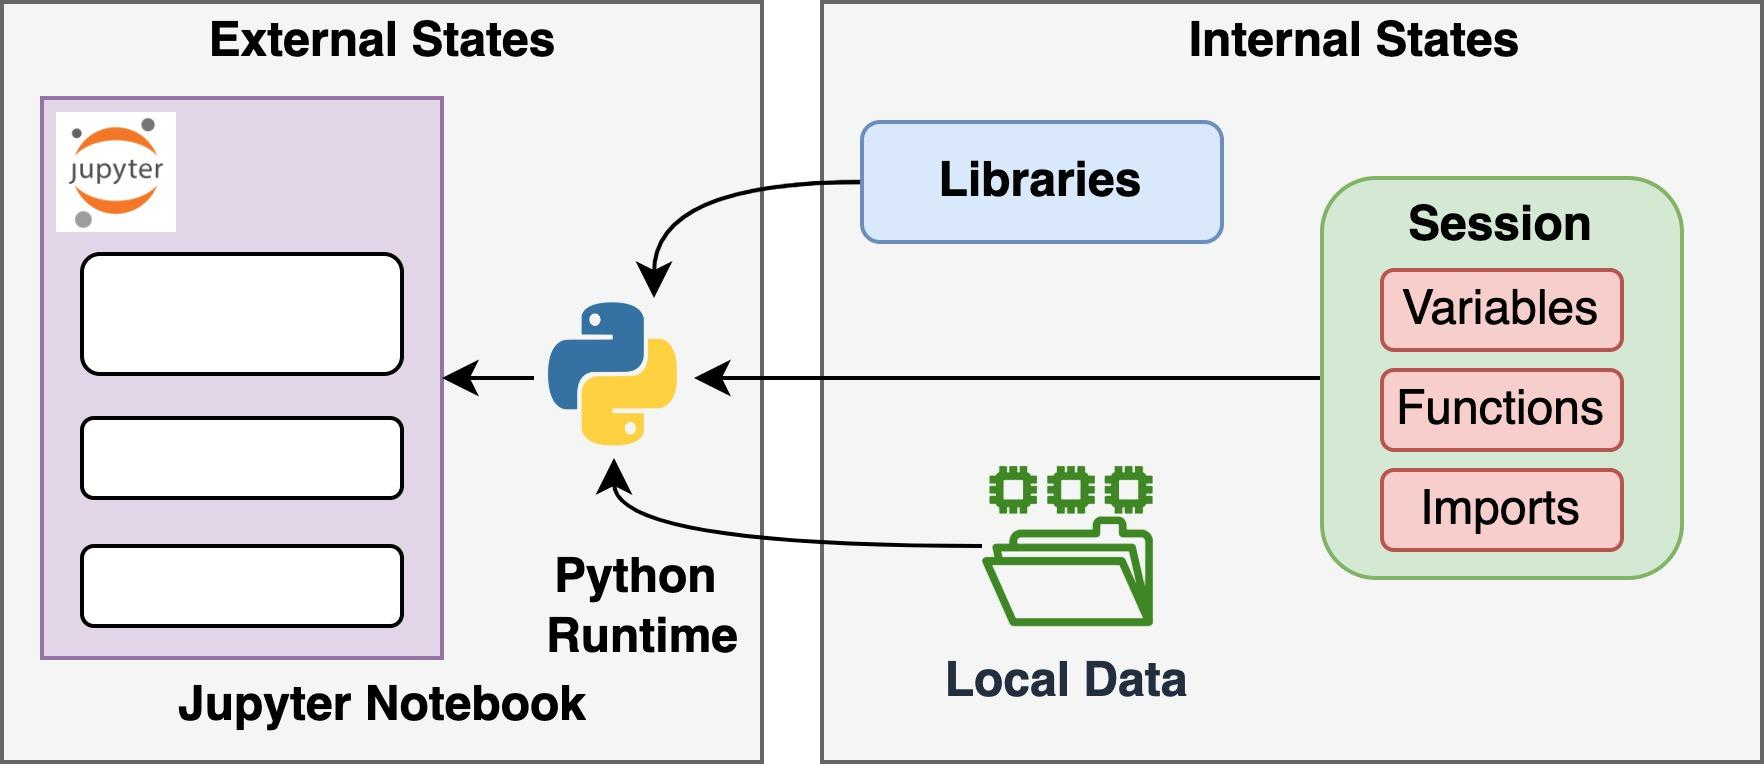 External States
jupyter
Python
Runtime
Jupyter Notebook
Internal States
Libraries
Session
Variables
Functions
Imports
Local Data